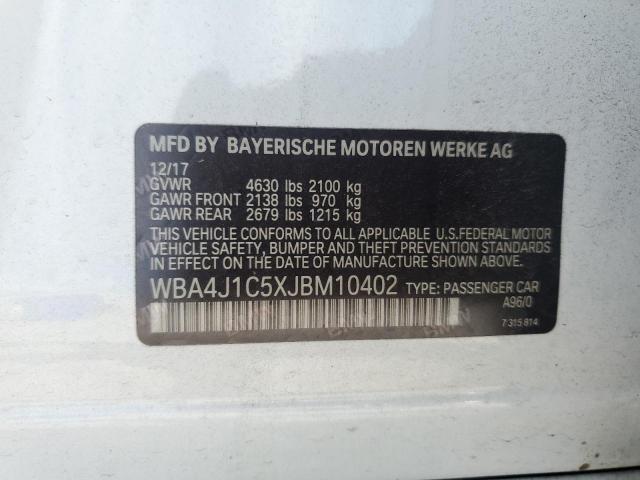 MFD BY BAYERISCHE MOTOREN WERKE AG
12/17
GVWR 4630 lbs 2100 kg
GAWR FRONT 2138 lbs 970 kg
GAWR REAR 2679 lbs 1215 kg
THIS VEHICLE CONFORMS TO ALL APPLICABLE U.S.FEDERAL MOTOR
VEHICLE SAFETY, BUMPER AND THEFT PREVENTION STANDARDS
IN EFFECT ON THE DATE OF MANUFACTURE SHOWN ABOVE.
WBA4J1C5XJBM10402 TYPE: PASSENGER CAR
A96/0
7 315 814